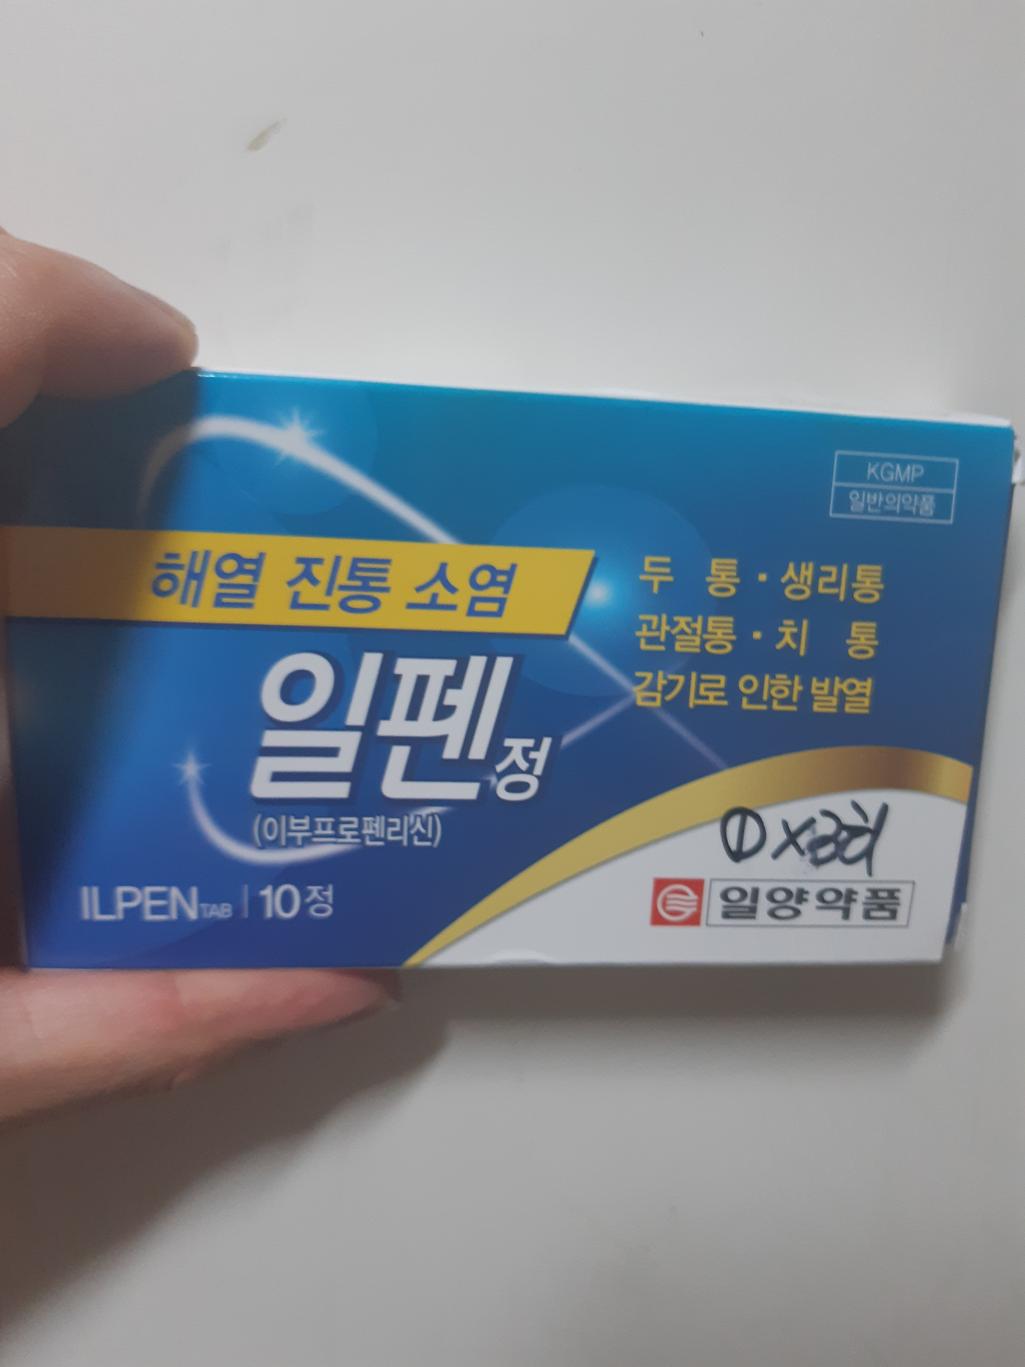 KGMP
일반의약품
해열 진통 소염
두 통 · 생리통
관절통 · 치 통
감기로 인한 발열
일펜정
(이부프로펜리신)
ILPEN TAB | 10정
① x3회
일양약품